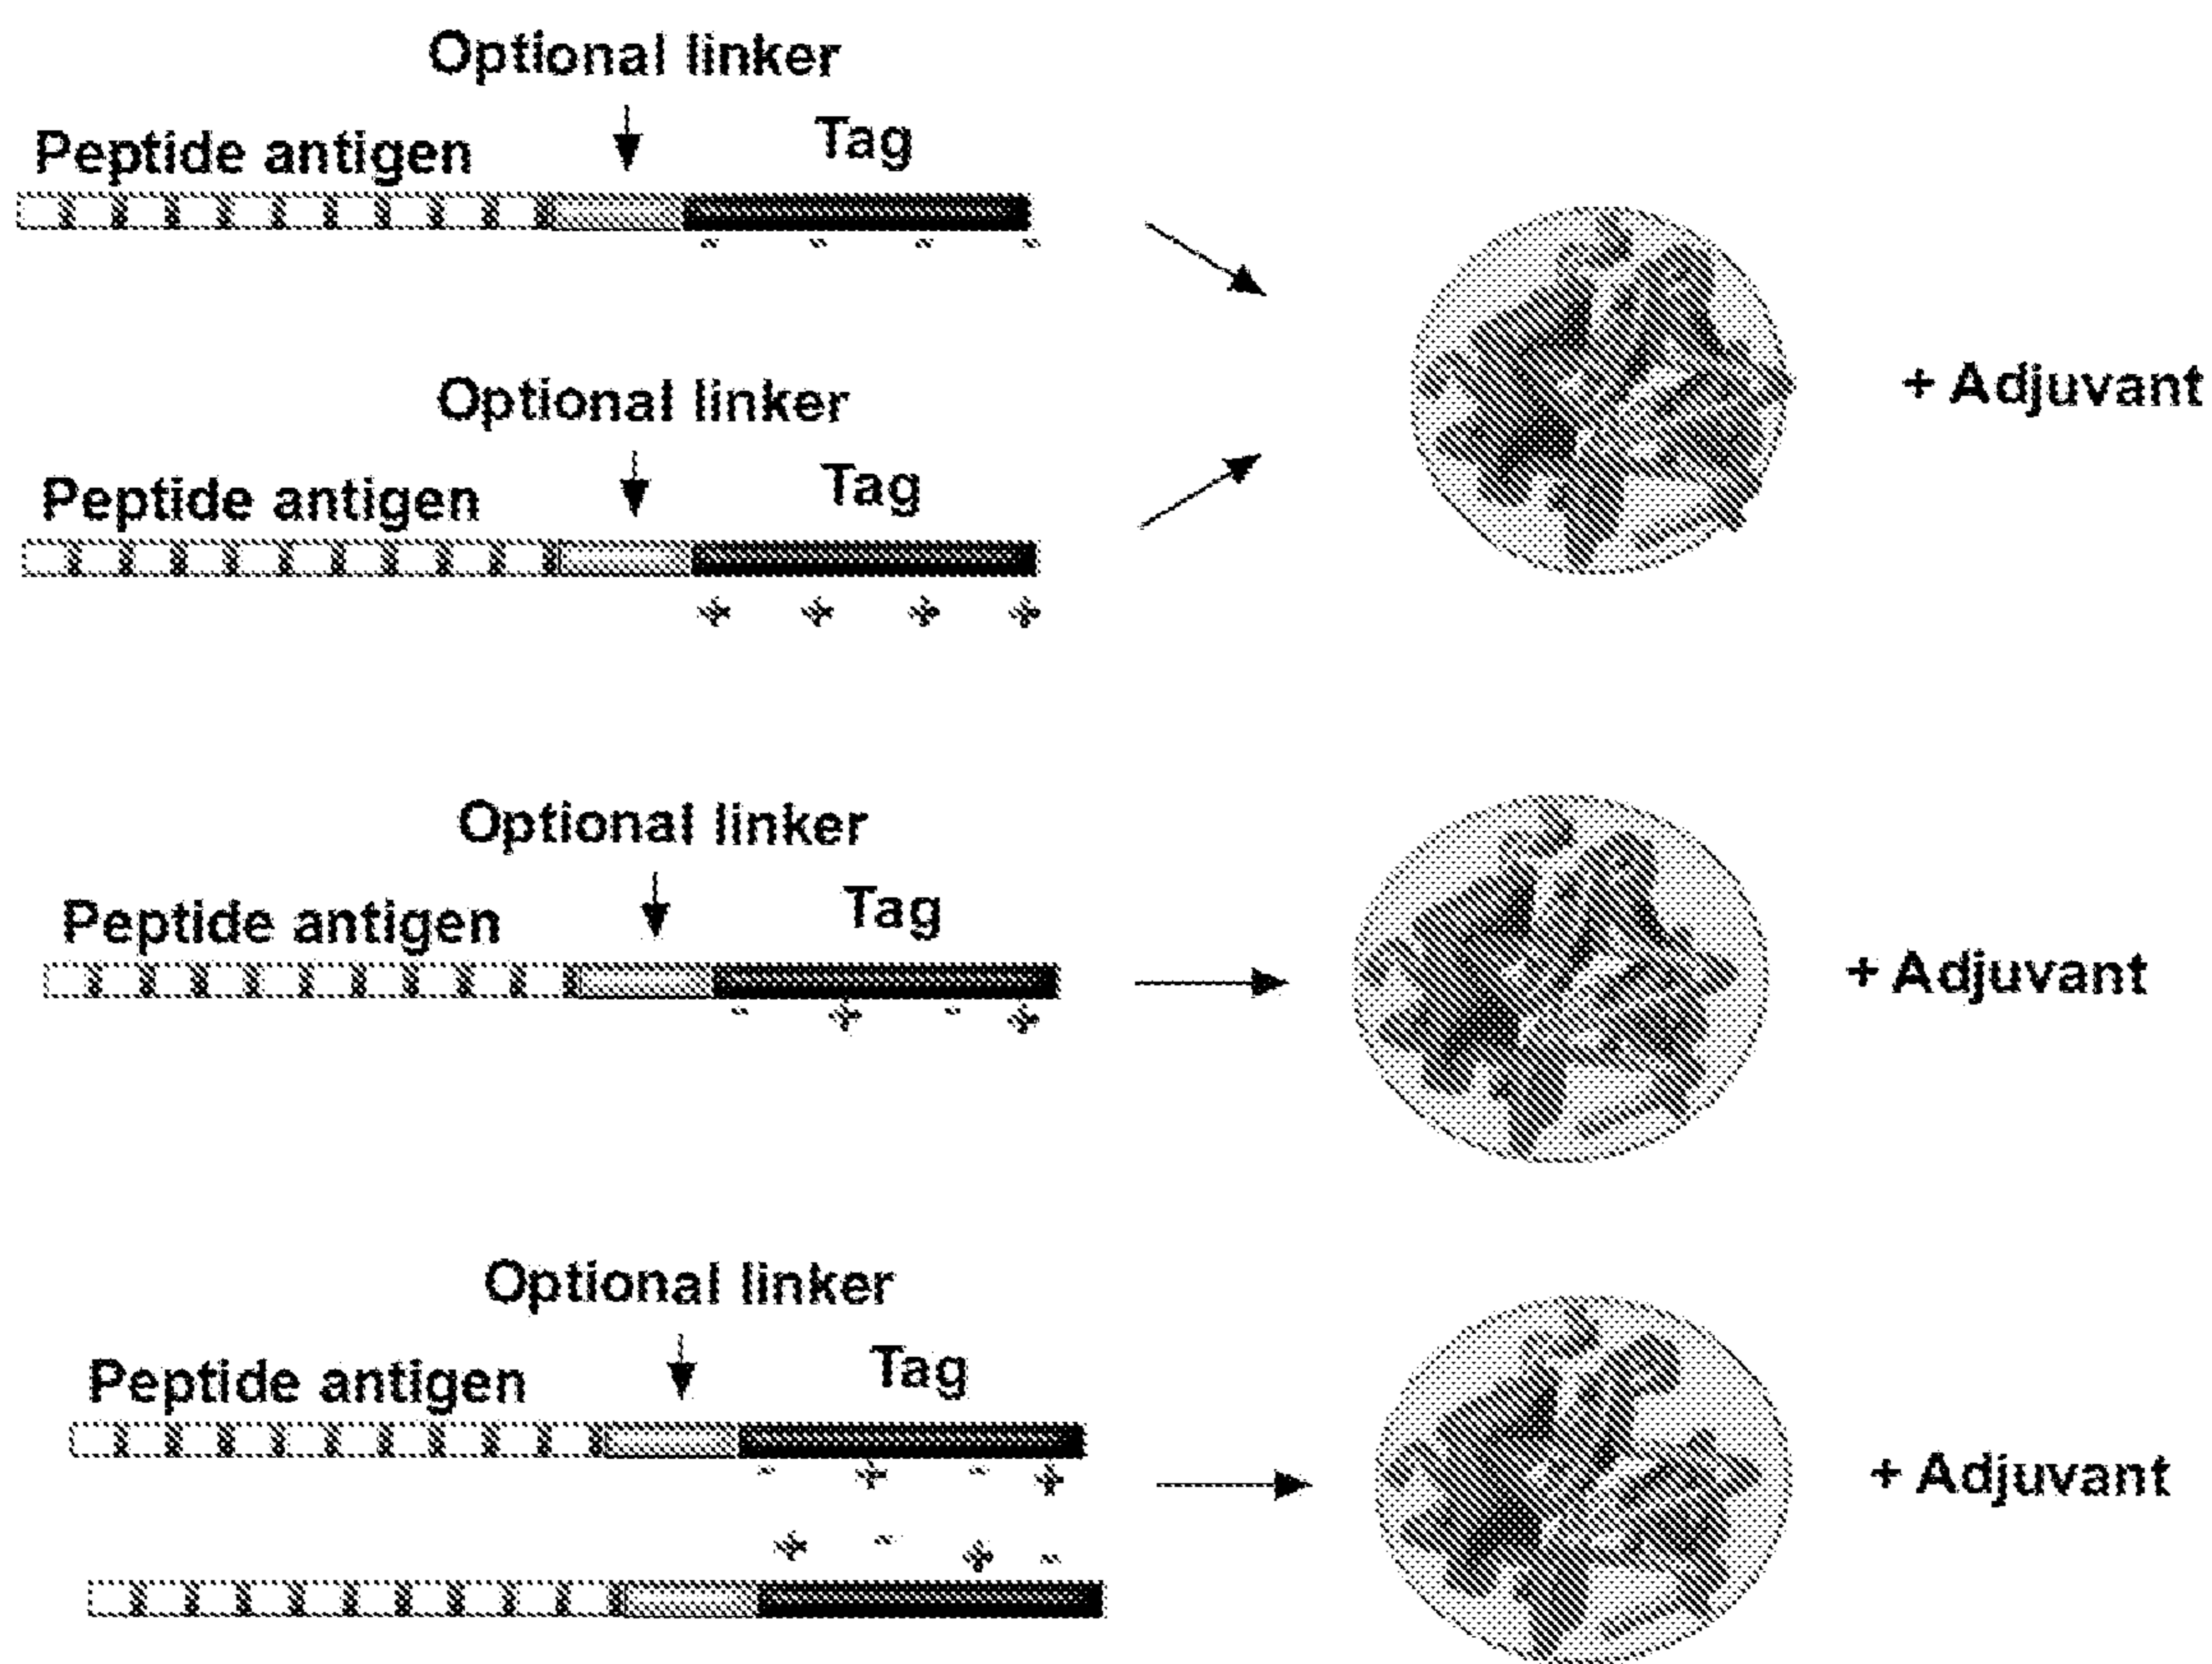 Optional linker
Peptide antigen
Tag
- - - -
Optional linker
Peptide antigen
Tag
+ + + +
+ Adjuvant
Optional linker
Peptide antigen
Tag
- + - +
+ Adjuvant
Optional linker
Peptide antigen
Tag
- + - +
+ - + -
+ Adjuvant